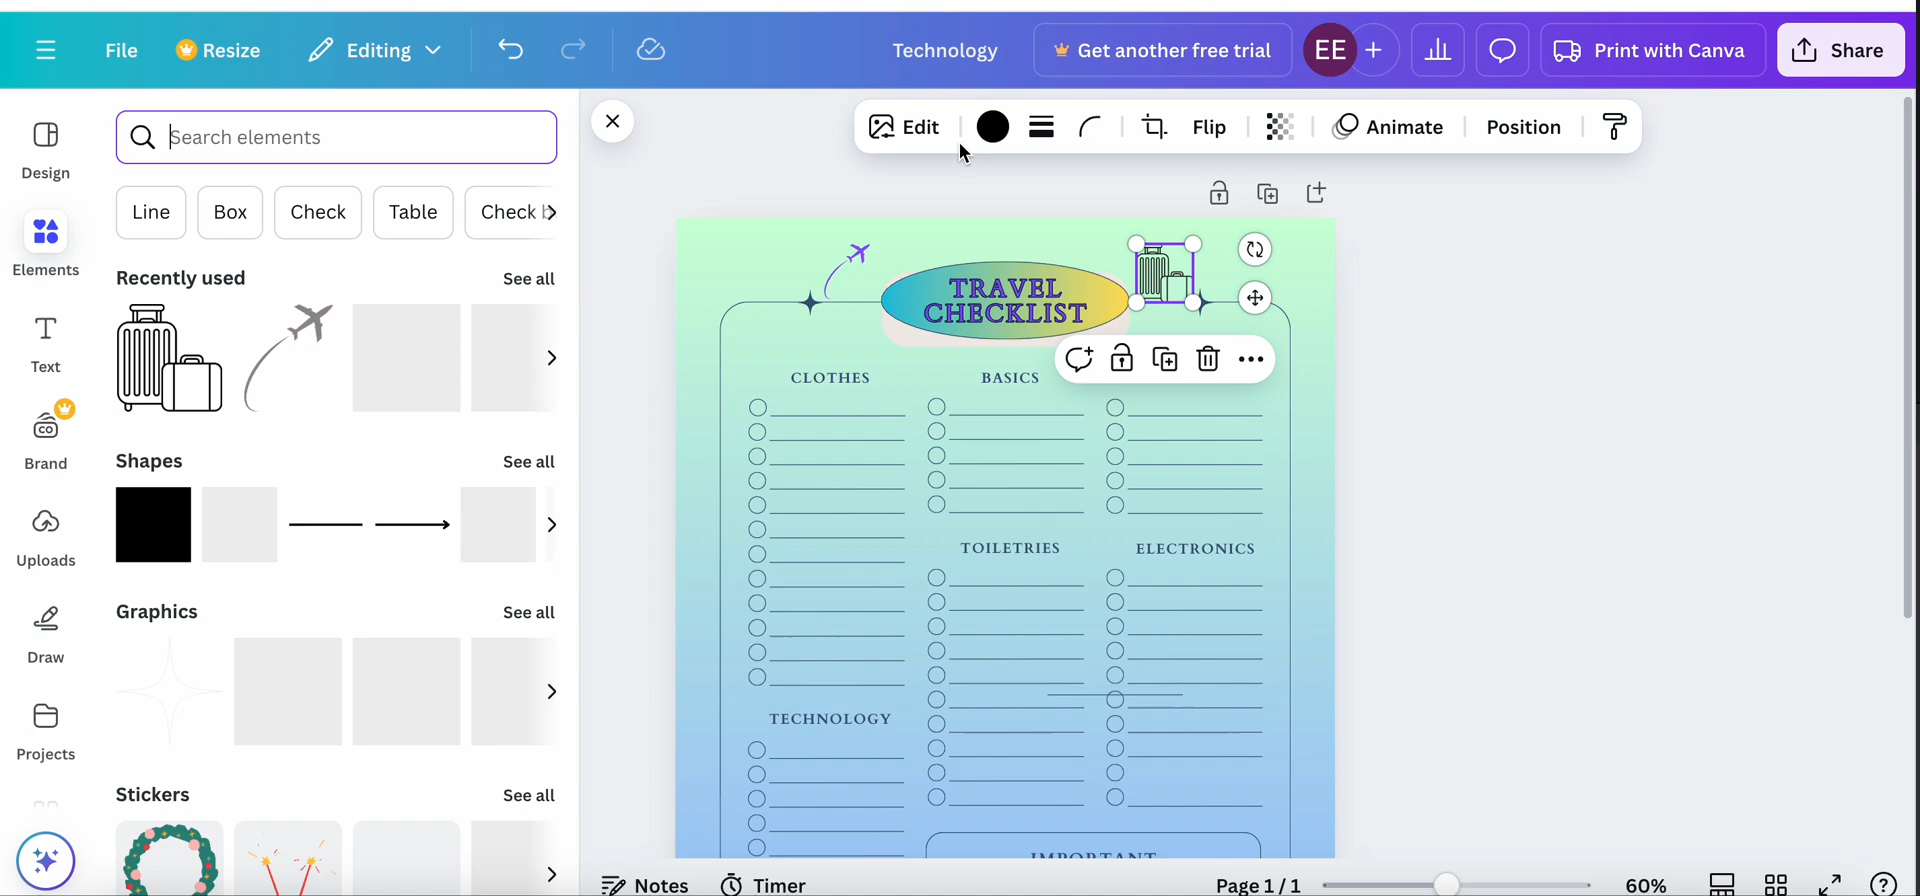 File
Resize
Editing
Technology
Get another free trial
EE
+
Print with Canva
Share
Design
Elements
Text
CO
Brand
Uploads
Draw
Projects
Search elements
Line
Box
Check
Table
Check
Recently used
See all
Shapes
See all
Graphics
See all
Stickers
See all
Edit
Flip
Animate
Position
TRAVEL
CHECKLIST
CLOTHES
BASICS
TOILETRIES
ELECTRONICS
TECHNOLOGY
IMPORTANT
Notes
Timer
Page 1 / 1
60%